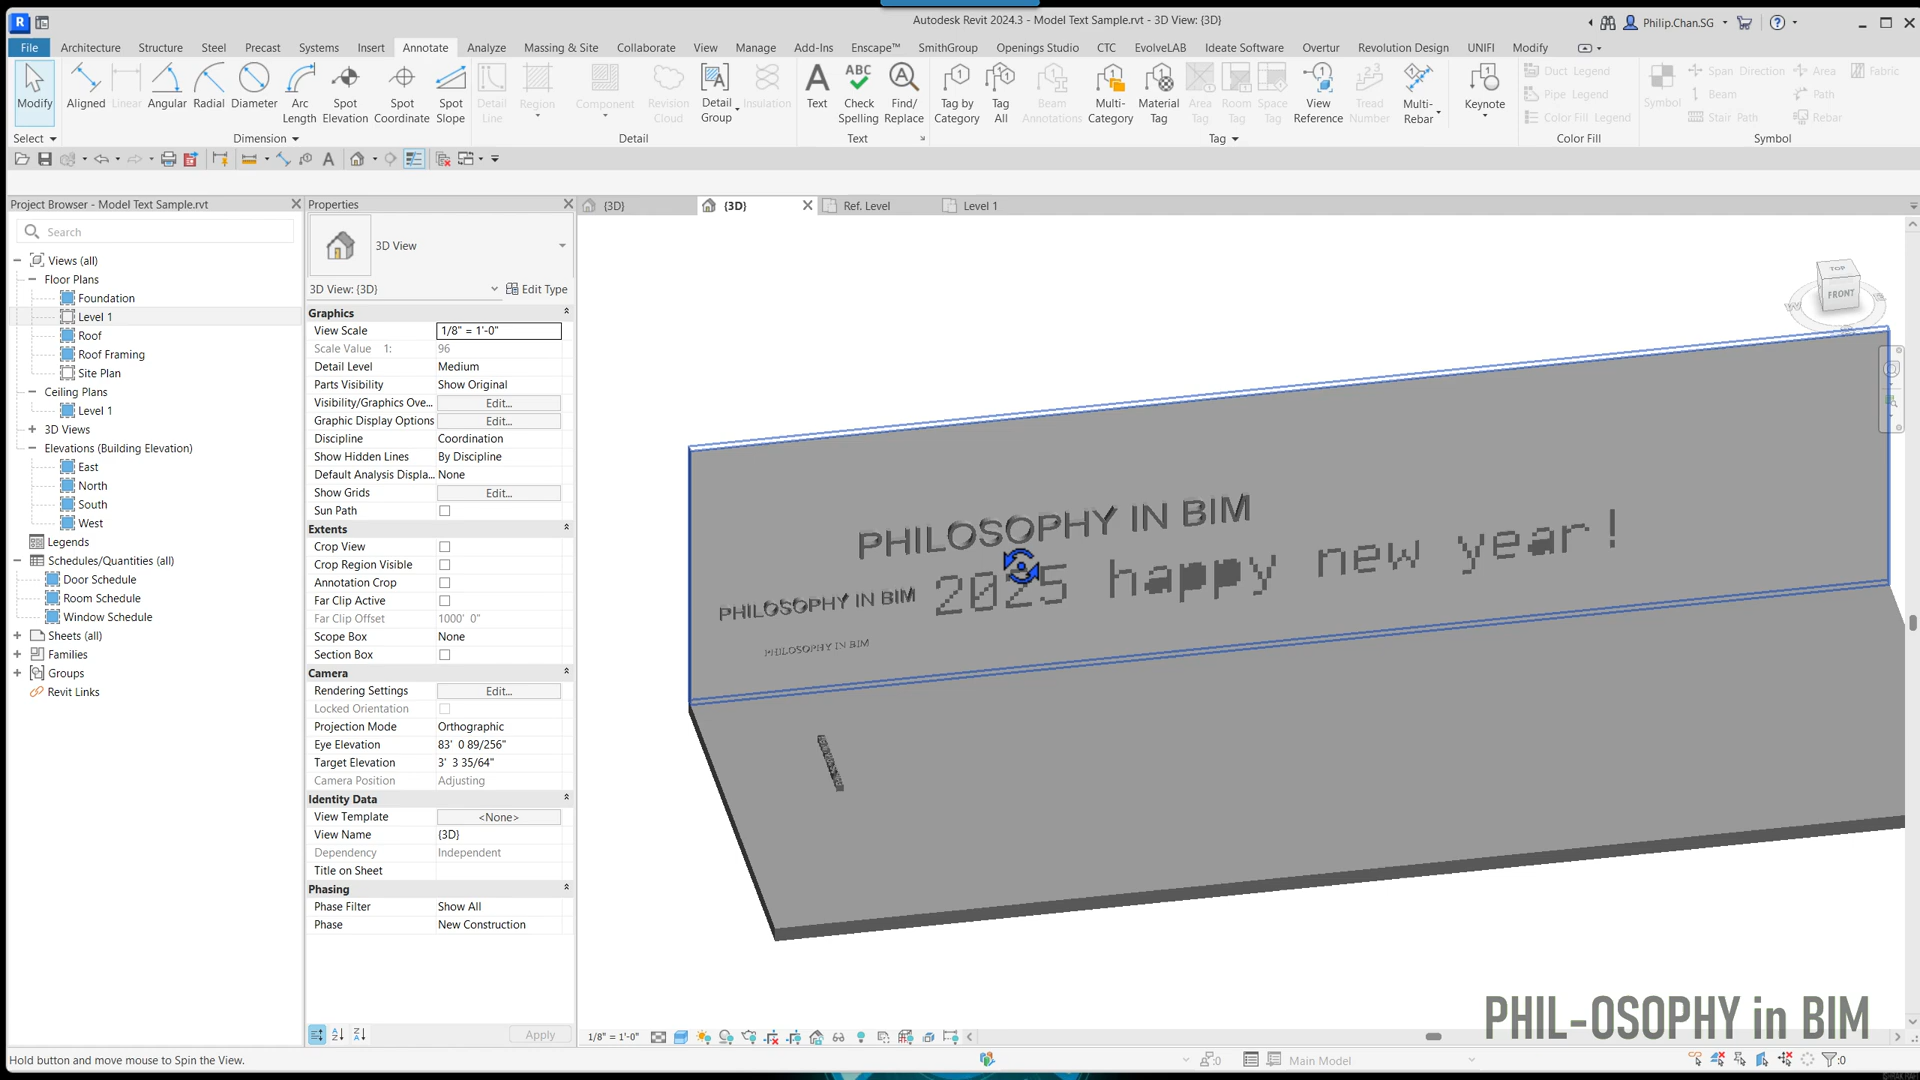 Autodesk Revit 2024.3 - Model Text Sample.rvt - 3D View: {3D}
Philip.Chan.SG
File Architecture Structure Steel Precast Systems Insert Annotate Analyze Massing & Site Collaborate View Manage Add-Ins Enscape™ SmithGroup Openings Studio CTC EvolveLAB Ideate Software Overtur Revolution Design UNIFI Modify
Modify Aligned Linear Angular Radial Diameter Arc Length Spot Elevation Spot Coordinate Spot Slope Detail Line Region Component Revision Cloud Detail Group Insulation Text ABC Check Spelling Find/ Replace Tag by Category Tag All Beam Annotations Multi- Category Material Tag Area Tag Room Tag Space Tag View Reference Tread Number Multi- Rebar Keynote
Duct Legend
Pipe Legend
Color Fill Legend
Symbol Span Direction Area Fabric
Beam Path
Stair Path Rebar
Select Dimension Detail Text Tag Color Fill Symbol
Project Browser - Model Text Sample.rvt
Search
Views (all)
Floor Plans
Foundation
Level 1
Roof
Roof Framing
Site Plan
Ceiling Plans
Level 1
3D Views
Elevations (Building Elevation)
East
North
South
West
Legends
Schedules/Quantities (all)
Door Schedule
Room Schedule
Window Schedule
Sheets (all)
Families
Groups
Revit Links
Properties
3D View
3D View: {3D} Edit Type
Graphics
View Scale 1/8" = 1'-0"
Scale Value 1: 96
Detail Level Medium
Parts Visibility Show Original
Visibility/Graphics Ove... Edit...
Graphic Display Options Edit...
Discipline Coordination
Show Hidden Lines By Discipline
Default Analysis Displa... None
Show Grids Edit...
Sun Path
Extents
Crop View
Crop Region Visible
Annotation Crop
Far Clip Active
Far Clip Offset 1000' 0"
Scope Box None
Section Box
Camera
Rendering Settings Edit...
Locked Orientation
Projection Mode Orthographic
Eye Elevation 83' 0 89/256"
Target Elevation 3' 3 35/64"
Camera Position Adjusting
Identity Data
View Template <None>
View Name {3D}
Dependency Independent
Title on Sheet
Phasing
Phase Filter Show All
Phase New Construction
Apply
{3D} {3D} Ref. Level Level 1
TOP
FRONT
W
PHILOSOPHY IN BIM
2025 happy new year!
PHILOSOPHY IN BIM
PHILOSOPHY IN BIM
PHIL-OSOPHY in BIM
1/8" = 1'-0"
Hold button and move mouse to Spin the View.
:0 Main Model :0